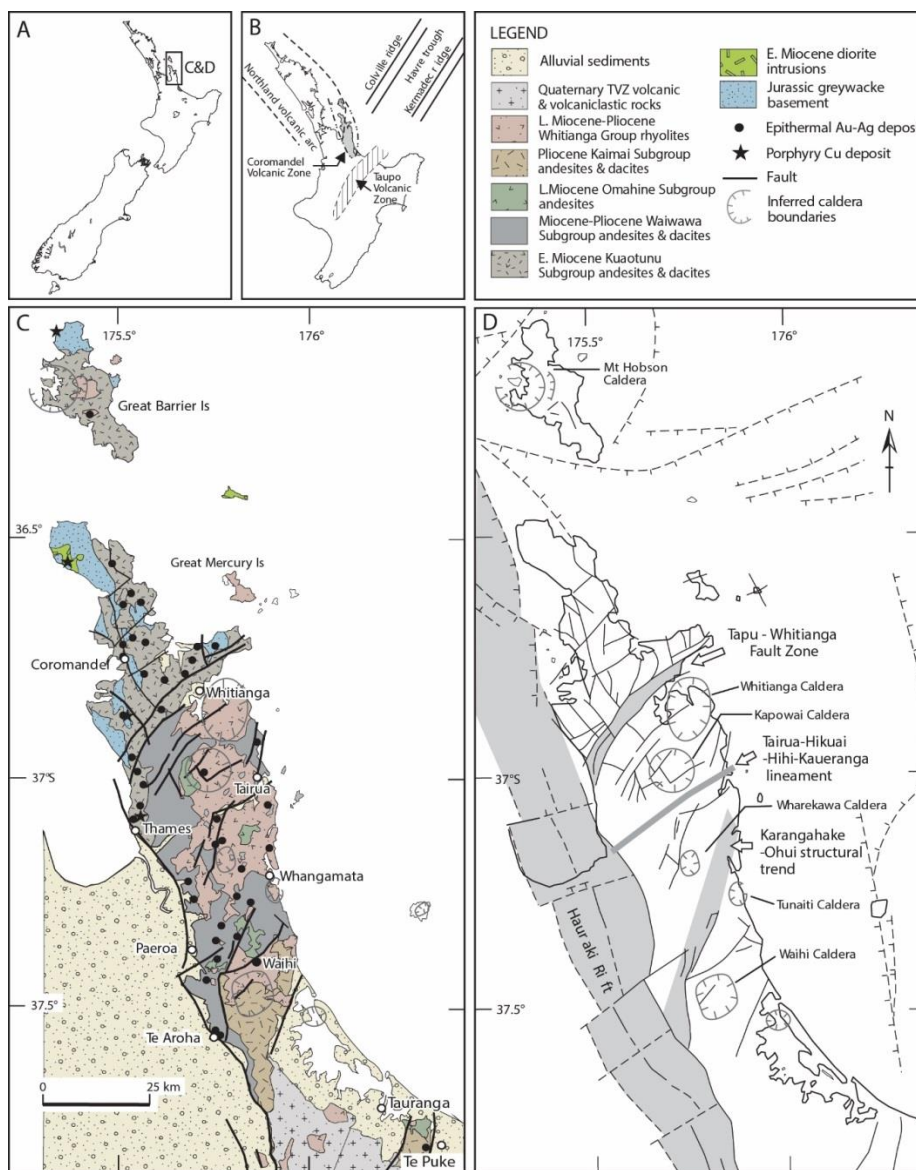 A
C&D
B
Northland volcanic arc
Colville ridge
Havre trough
Kermadec ridge
Coromandel
Volcanic Zone
Taupo
Volcanic
Zone
LEGEND
Alluvial sediments
Quaternary TVZ volcanic
& volcaniclastic rocks
L. Miocene-Pliocene
Whitianga Group rhyolites
Pliocene Kaimai Subgroup
andesites & dacites
L.Miocene Omahine Subgroup
andesites
Miocene-Pliocene Waiwawa
Subgroup andesites & dacites
E. Miocene Kuaotunu
Subgroup andesites & dacites
E. Miocene diorite
intrusions
Jurassic greywacke
basement
Epithermal Au-Ag depos
Porphyry Cu deposit
Fault
Inferred caldera
boundaries
C
175.5°
176°
Great Barrier Is
36.5°
Great Mercury Is
Coromandel
Whitianga
37°S
Tairua
Thames
Whangamata
Paeroa
Waihi
37.5°
Te Aroha
0
25 km
Tauranga
Te Puke
D
175.5°
176°
Mt Hobson
Caldera
N
36.5°
Tapu - Whitianga
Fault Zone
Whitianga Caldera
Kapowai Caldera
Tairua-Hikuai
-Hihi-Kaueranga
lineament
37°S
Wharekawa Caldera
Karangahake
-Ohui structural
trend
Tunaiti Caldera
Hauraki Rift
Waihi Caldera
37.5°